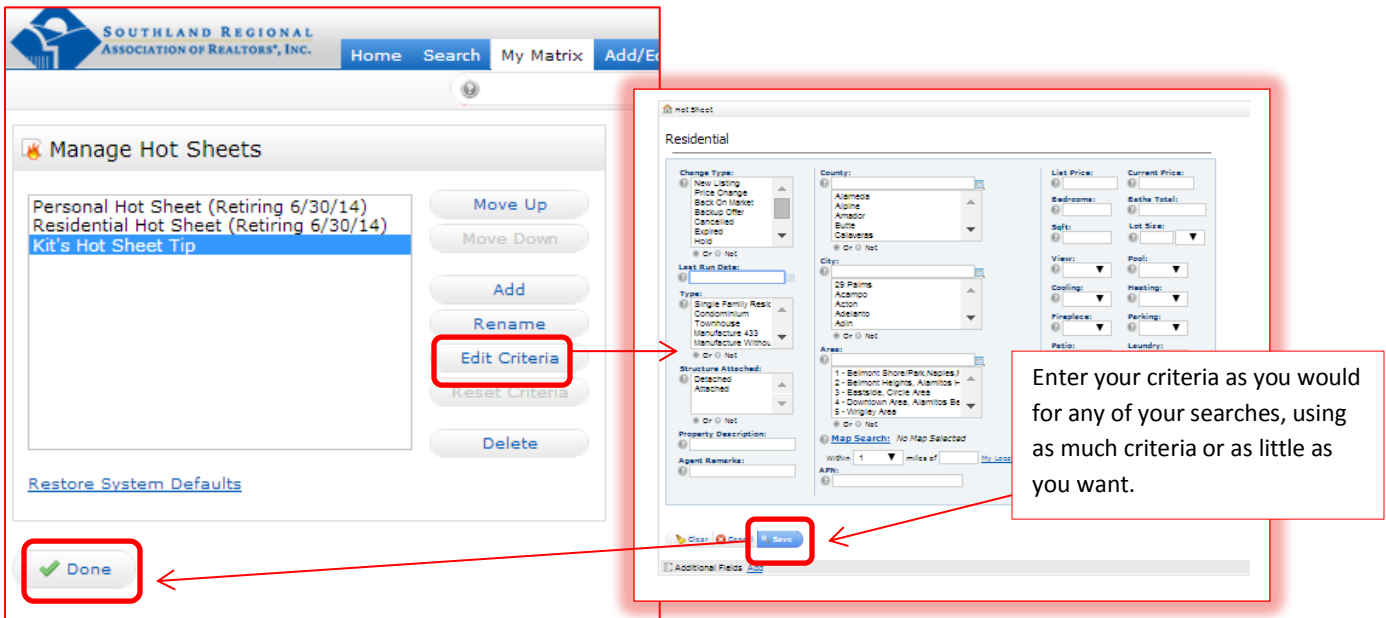 SOUTHLAND REGIONAL
ASSOCIATION OF REALTORS®, INC.
Home Search My Matrix Add/Ed
Manage Hot Sheets
Personal Hot Sheet (Retiring 6/30/14)
Residential Hot Sheet (Retiring 6/30/14)
Kit's Hot Sheet Tip
Move Up
Move Down
Add
Rename
Edit Criteria
Reset Criteria
Delete
Restore System Defaults
Done
Hot Sheet
Residential
Change Type:
New Listing
Price Change
Back On Market
Backup Offer
Cancelled
Expired
Hold
Or Not
Last Run Date:
Type:
Single Family Resic
Condominium
Townhouse
Manufacture 433
Manufacture Withou
Or Not
Structure Attached:
Detached
Attached
Or Not
Property Description:
Agent Remarks:
County:
Alameda
Alpine
Amador
Butte
Calaveras
Or Not
City:
29 Palms
Acampo
Acton
Adelanto
Adin
Or Not
Area:
1 - Belmont Shore/Park,Naples,
2 - Belmont Heights, Alamitos H
3 - Eastside, Circle Area
4 - Downtown Area, Alamitos Be
5 - Wrigley Area
Or Not
Map Search: No Map Selected
Within 1 miles of My Loca
APN:
List Price: Current Price:
Bedrooms: Baths Total:
Sqft: Lot Size:
View: Pool:
Cooling: Heating:
Fireplace: Parking:
Patio: Laundry:
Clear Cancel Save
Additional Fields Add
Enter your criteria as you would
for any of your searches, using
as much criteria or as little as
you want.